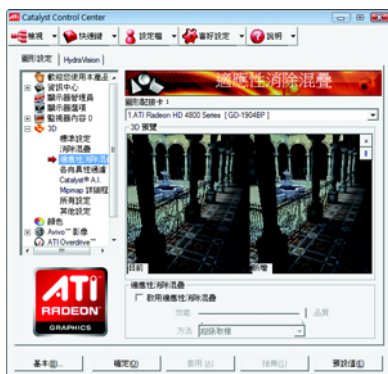 Catalyst Control Center
檢視
快速鍵
設定檔
喜好設定
說明
圖形設定
HydraVision
歡迎您使用本產品
資訊中心
顯示器管理員
顯示器選項
監視器內容 0
3D
標準設定
消除混疊
適應性消除混
各向異性過濾
Catalyst® A.I.
Mipmap 詳細程
所有設定
其他設定
顏色
Avivo™ 影像
ATI Overdrive™
適應性消除混疊
圖形配接卡：
1.ATI Radeon HD 4800 Series [GD-1904BP ]
3D 預覽
目前
新增
適應性消除混疊
啟用適應性消除混疊
效能
品質
方法
超級取樣
ATI
RADEON
GRAPHICS
基本(B)...
確定(O)
套用(A)
捨棄(S)
預設值(D)